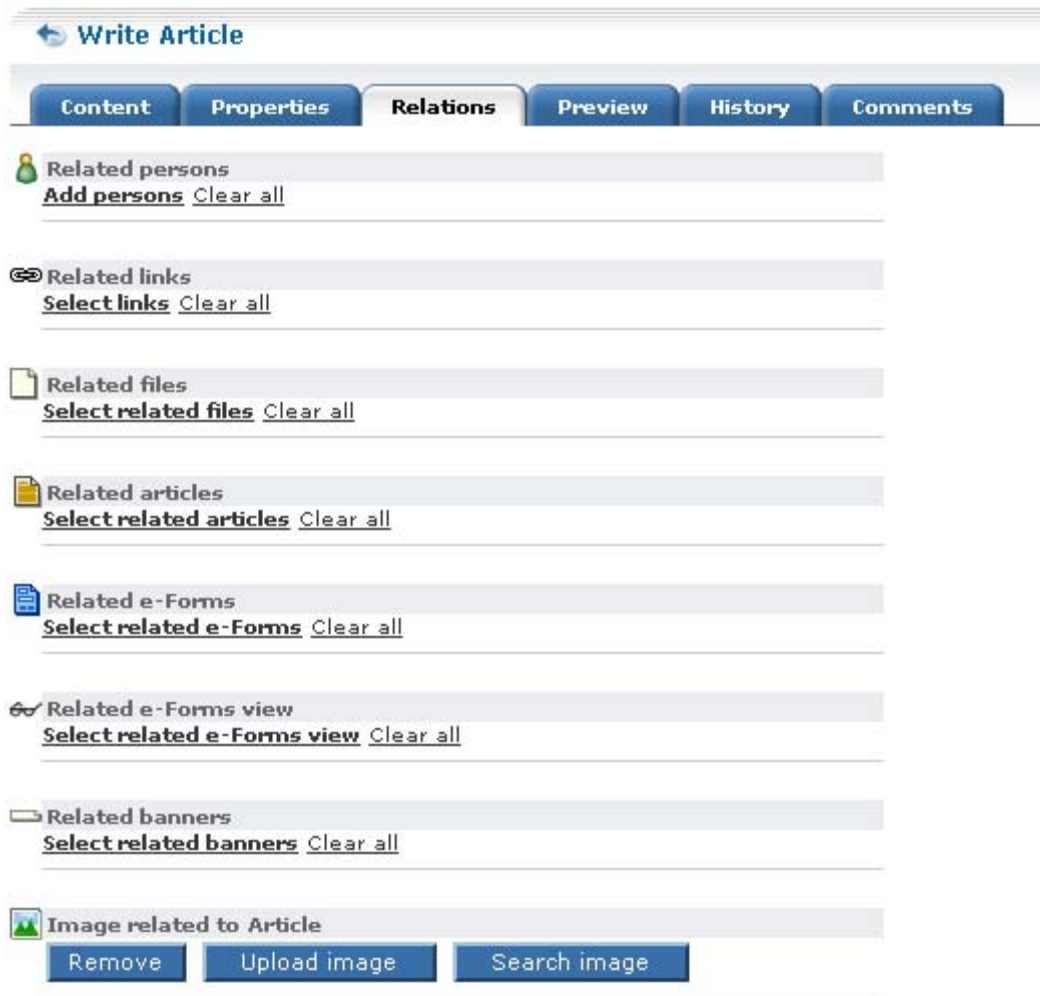 Write Article
Content Properties Relations Preview History Comments
Related persons
Add persons Clear all
Related links
Select links Clear all
Related files
Select related files Clear all
Related articles
Select related articles Clear all
Related e-Forms
Select related e-Forms Clear all
Related e-Forms view
Select related e-Forms view Clear all
Related banners
Select related banners Clear all
Image related to Article
Remove Upload image Search image